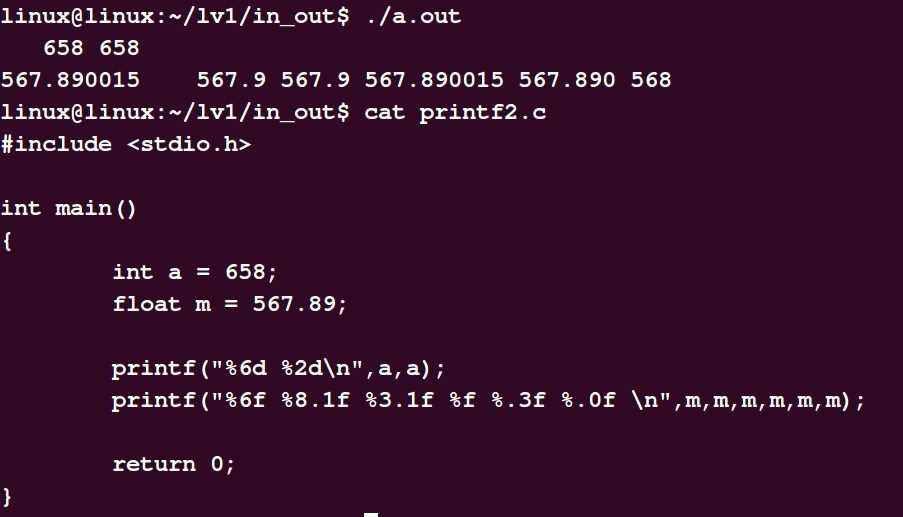 linux@linux:~/lv1/in_out$ ./a.out
   658 658
567.890015    567.9 567.9 567.890015 567.890 568
linux@linux:~/lv1/in_out$ cat printf2.c
#include <stdio.h>

int main()
{
        int a = 658;
        float m = 567.89;

        printf("%6d %2d\n",a,a);
        printf("%6f %8.1f %3.1f %f %.3f %.0f \n",m,m,m,m,m,m);

        return 0;
}